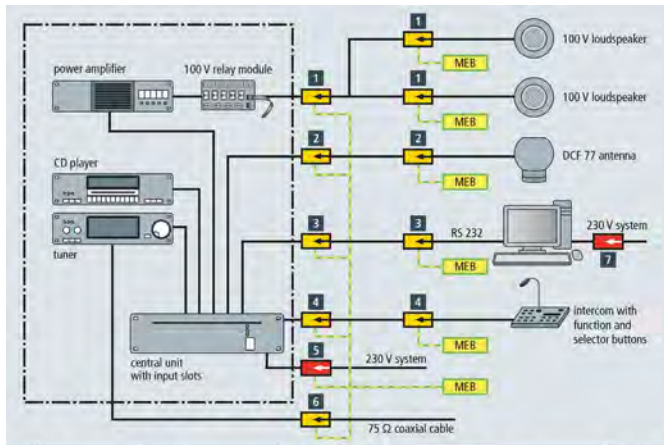 1
MEB
100 V loudspeaker
power amplifier
100 V relay module
1
1
MEB
100 V loudspeaker
2
2
MEB
DCF 77 antenna
CD player
tuner
3
3
MEB
RS 232
230 V system
7
4
4
MEB
intercom with
function and
selector buttons
central unit
with input slots
5
230 V system
MEB
6
75 Ω coaxial cable